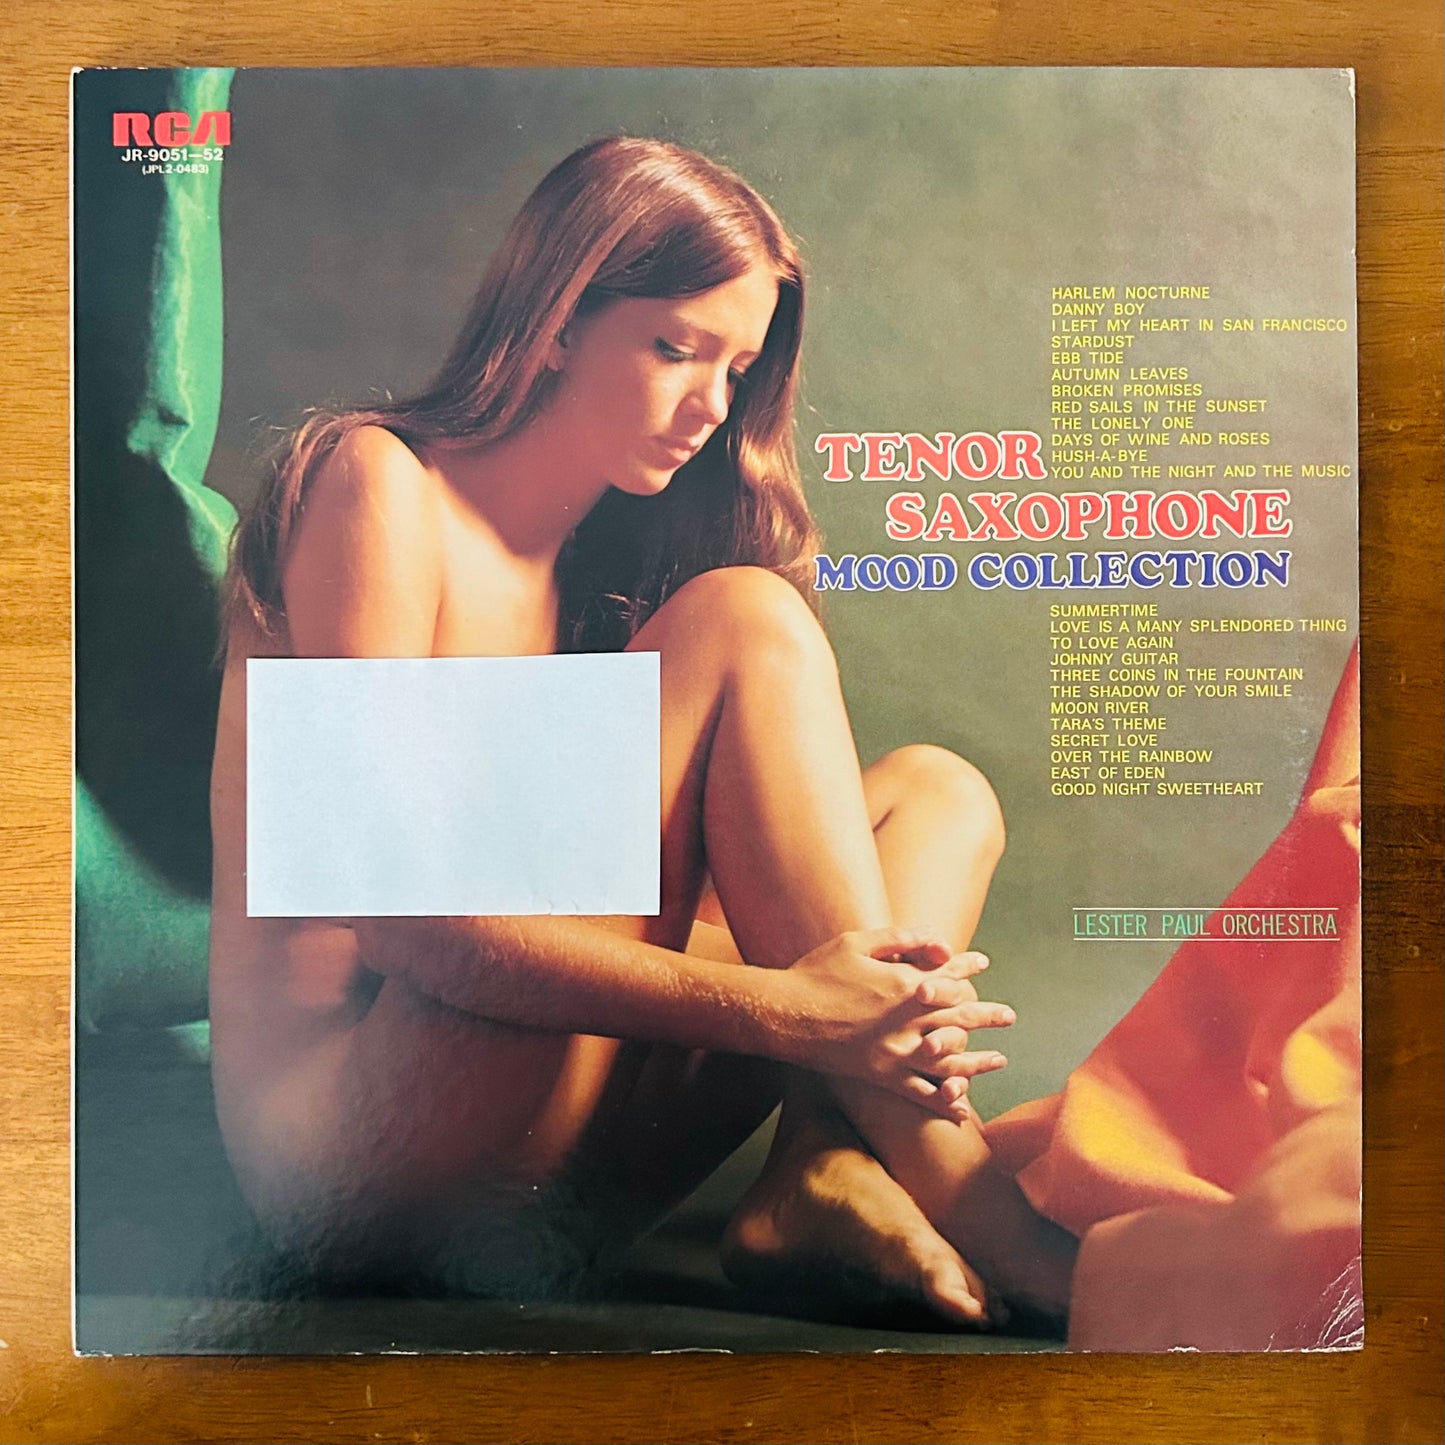 RCA
JR-9051—52
(JPL2-0483)
HARLEM NOCTURNE
DANNY BOY
I LEFT MY HEART IN SAN FRANCISCO
STARDUST
EBB TIDE
AUTUMN LEAVES
BROKEN PROMISES
RED SAILS IN THE SUNSET
THE LONELY ONE
DAYS OF WINE AND ROSES
HUSH-A-BYE
YOU AND THE NIGHT AND THE MUSIC
TENOR
SAXOPHONE
MOOD COLLECTION
SUMMERTIME
LOVE IS A MANY SPLENDORED THING
TO LOVE AGAIN
JOHNNY GUITAR
THREE COINS IN THE FOUNTAIN
THE SHADOW OF YOUR SMILE
MOON RIVER
TARA'S THEME
SECRET LOVE
OVER THE RAINBOW
EAST OF EDEN
GOOD NIGHT SWEETHEART
LESTER PAUL ORCHESTRA